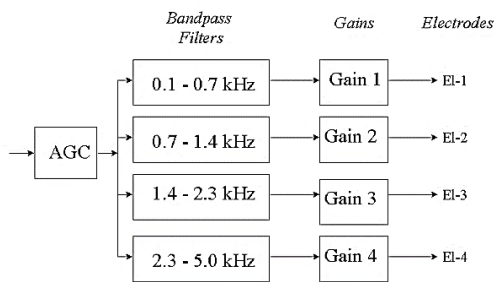 Bandpass Filters Gains Electrodes
0.1 - 0.7 kHz Gain 1 El-1
0.7 - 1.4 kHz Gain 2 El-2
AGC
1.4 - 2.3 kHz Gain 3 El-3
2.3 - 5.0 kHz Gain 4 El-4